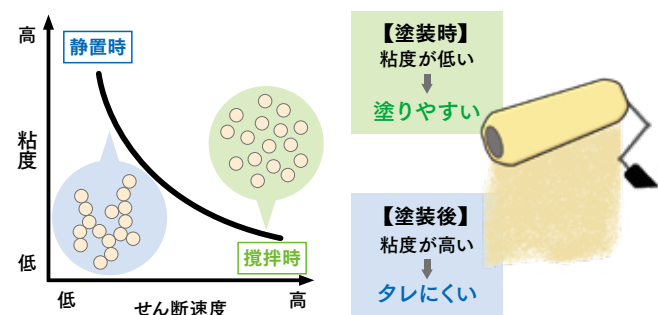 高
静置時
粘度
低
攪拌時
低
せん断速度
高
【塗装時】
粘度が低い
塗りやすい
【塗装後】
粘度が高い
タレにくい